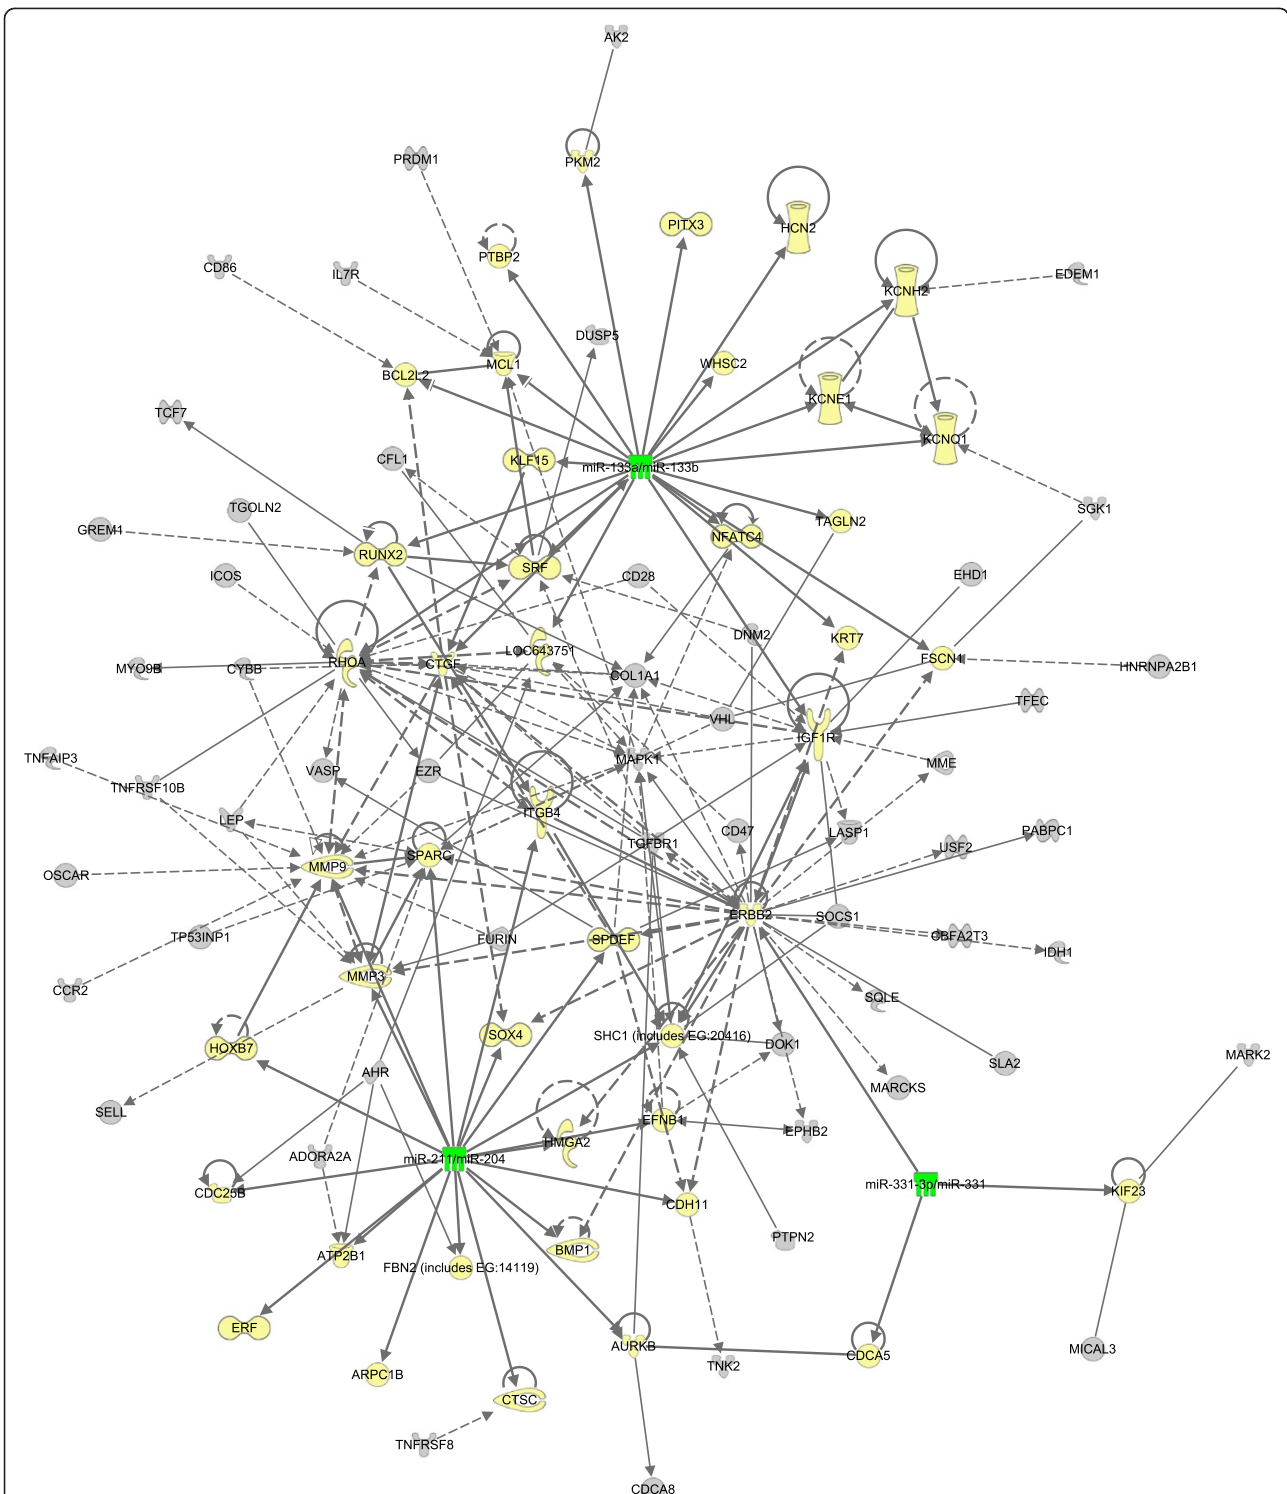 AK2
PRDM1
PKM2
PITX3
HCN2
PTBP2
CD86
IL7R
EDEM1
KCNH2
DUSP5
WHSC2
MCL1
BCL2L2
KCNE1
TCF7
KCNQ1
CFL1
KLF15
miR-133a/miR-133b
TGOLN2
SGK1
GREM1
TAGLN2
NFATC4
RUNX2
SRF
ICOS
CD28
EHD1
DNM2
KRT7
LOC643751
MYO9B
CYBB
RHOA
CTGF
FSCN1
HNRNPA2B1
COL1A1
TFEC
VHL
IGF1R
TNFAIP3
MAPK1
MME
VASP
EZR
TNFRSF10B
ITGB4
LEP
CD47
LASP1
PABPC1
TGFBR1
USF2
SPARC
MMP9
OSCAR
ERBB2
SOCS1
TP53INP1
FURIN
SPDEF
CBFA2T3
IDH1
MMP3
CCR2
SQLE
SOX4
SHC1 (includes EG:20416)
DOK1
HOXB7
MARK2
SLA2
AHR
MARCKS
SELL
EFNB1
EPHB2
HMGA2
ADORA2A
miR-211/miR-204
miR-331-3p/miR-331
CDC25B
KIF23
CDH11
PTPN2
ATP2B1
BMP1
FBN2 (includes EG:14119)
ERF
AURKB
CDCA5
MICAL3
TNK2
ARPC1B
CTSC
TNFRSF8
CDCA8